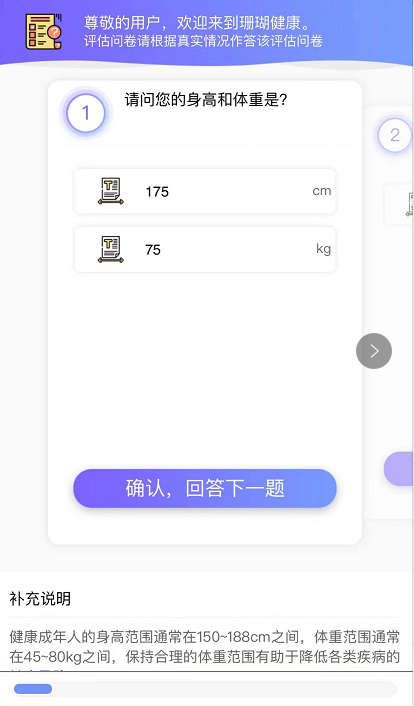 尊敬的用户，欢迎来到珊瑚健康。
评估问卷请根据真实情况作答该评估问卷
1
请问您的身高和体重是?
2
175 cm
75 kg
确认，回答下一题
补充说明
健康成年人的身高范围通常在150~188cm之间，体重范围通常
在45~80kg之间，保持合理的体重范围有助于降低各类疾病的